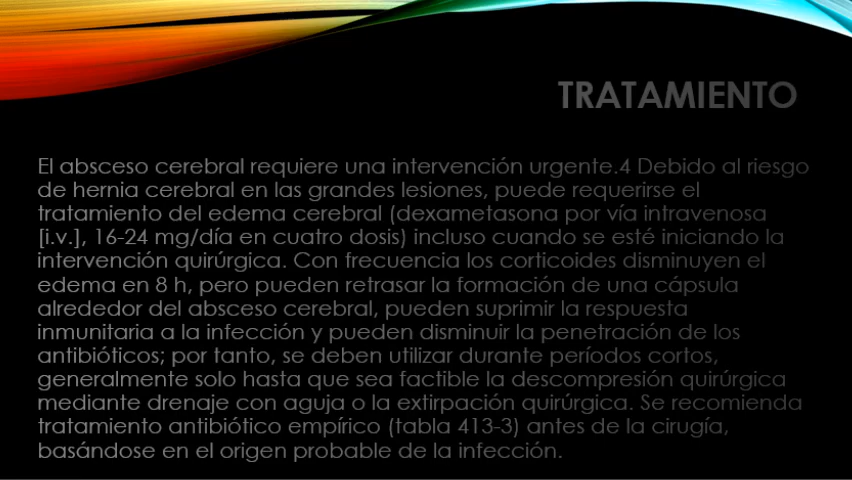 TRATAMIENTO
El absceso cerebral requiere una intervención urgente.4 Debido al riesgo
de hernia cerebral en las grandes lesiones, puede requerirse el
tratamiento del edema cerebral (dexametasona por vía intravenosa
[i.v.], 16-24 mg/día en cuatro dosis) incluso cuando se esté iniciando la
intervención quirúrgica. Con frecuencia los corticoides disminuyen el
edema en 8 h, pero pueden retrasar la formación de una cápsula
alrededor del absceso cerebral, pueden suprimir la respuesta
inmunitaria a la infección y pueden disminuir la penetración de los
antibióticos; por tanto, se deben utilizar durante períodos cortos,
generalmente solo hasta que sea factible la descompresión quirúrgica
mediante drenaje con aguja o la extirpación quirúrgica. Se recomienda
tratamiento antibiótico empírico (tabla 413-3) antes de la cirugía,
basándose en el origen probable de la infección.